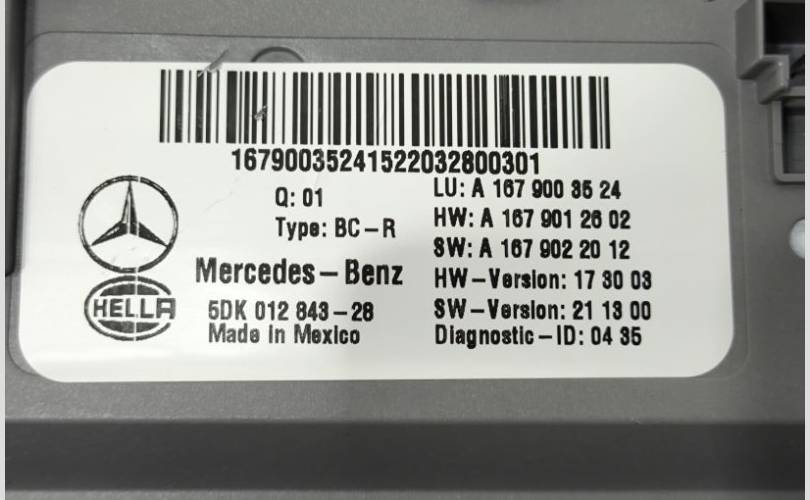 16790035241522032800301
Q: 01
Type: BC-R
Mercedes-Benz
HELLA
5DK 012 843-28
Made in Mexico
LU: A 167 900 35 24
HW: A 167 901 26 02
SW: A 167 902 20 12
HW-Version: 17 30 03
SW-Version: 21 13 00
Diagnostic-ID: 04 35